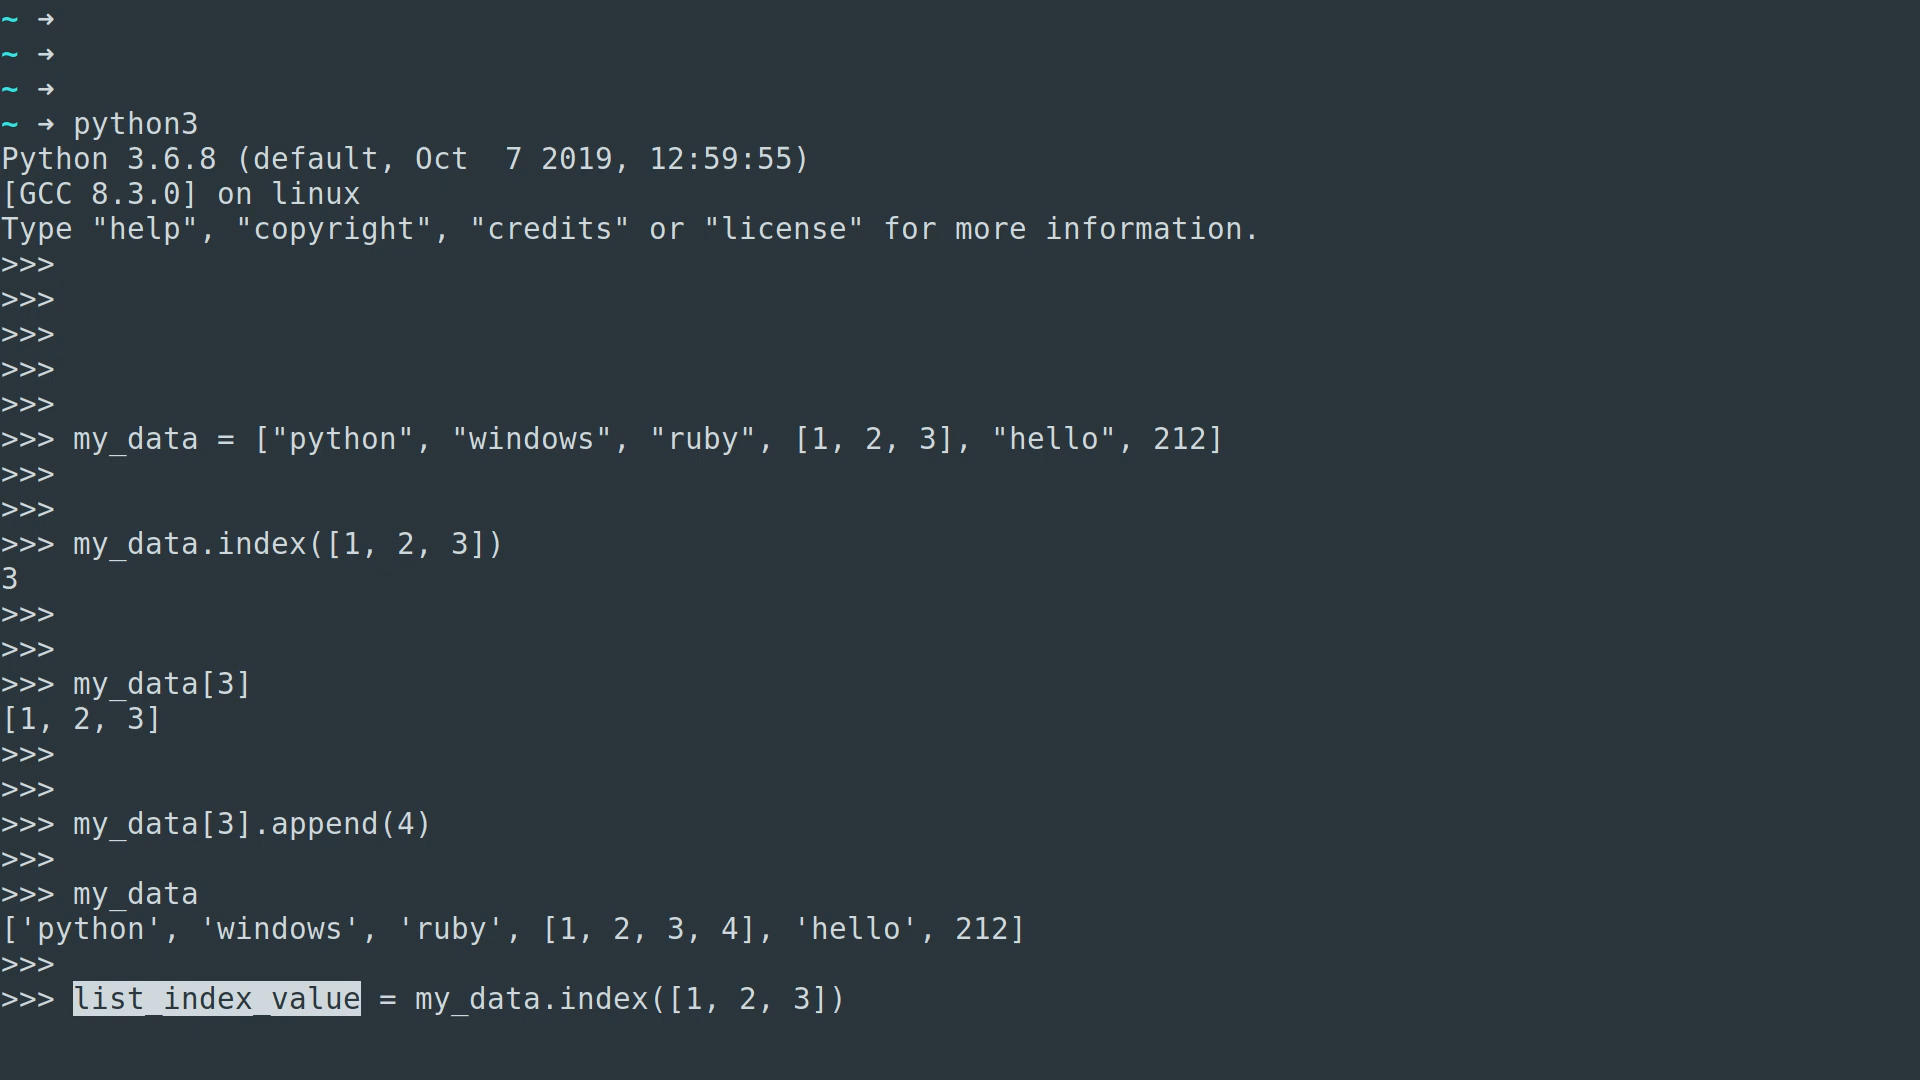 ~ ➜
~ ➜
~ ➜
~ ➜ python3
Python 3.6.8 (default, Oct  7 2019, 12:59:55)
[GCC 8.3.0] on linux
Type "help", "copyright", "credits" or "license" for more information.
>>>
>>>
>>>
>>>
>>>
>>> my_data = ["python", "windows", "ruby", [1, 2, 3], "hello", 212]
>>>
>>>
>>> my_data.index([1, 2, 3])
3
>>>
>>>
>>> my_data[3]
[1, 2, 3]
>>>
>>>
>>> my_data[3].append(4)
>>>
>>> my_data
['python', 'windows', 'ruby', [1, 2, 3, 4], 'hello', 212]
>>>
>>> list_index_value = my_data.index([1, 2, 3])